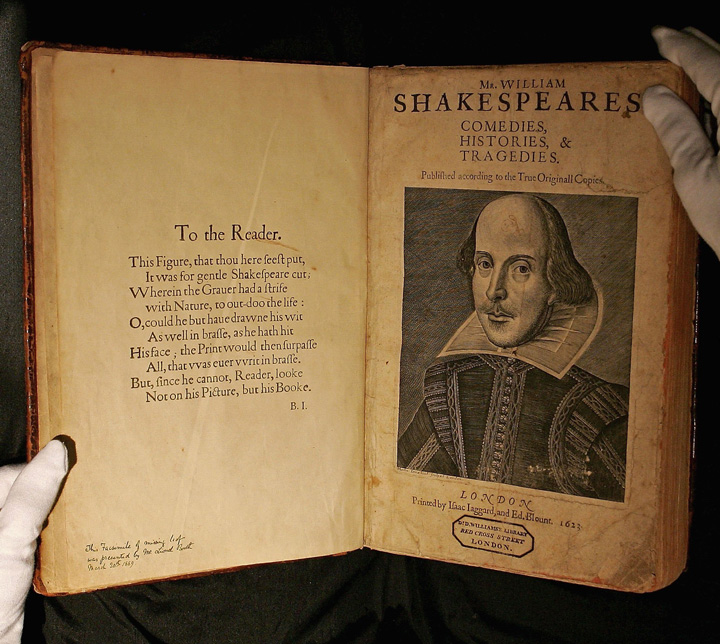 To the Reader.
This Figure, that thou here ſeeſt put,
It was for gentle Shakeſpeare cut;
Wherein the Grauer had a ſtrife
with Nature, to out-doo the life :
O, could he but haue drawne his wit
As well in braſſe, as he hath hit
His face ; the Print would then ſurpaſſe
All, that vvas euer vvrit in braſſe.
But, ſince he cannot, Reader, looke
Not on his Picture, but his Booke.
B. I.
This Facsimile of missing leaf
was presented by Mr
March 20th
Mr. WILLIAM
SHAKESPEARES
COMEDIES,
HISTORIES, &
TRAGEDIES.
Publiſhed according to the True Originall Copies.
LONDON
Printed by Iſaac Iaggard, and Ed. Blount. 1623
DR. WILLIAMS'S LIBRARY
RED CROSS STREET
LONDON.